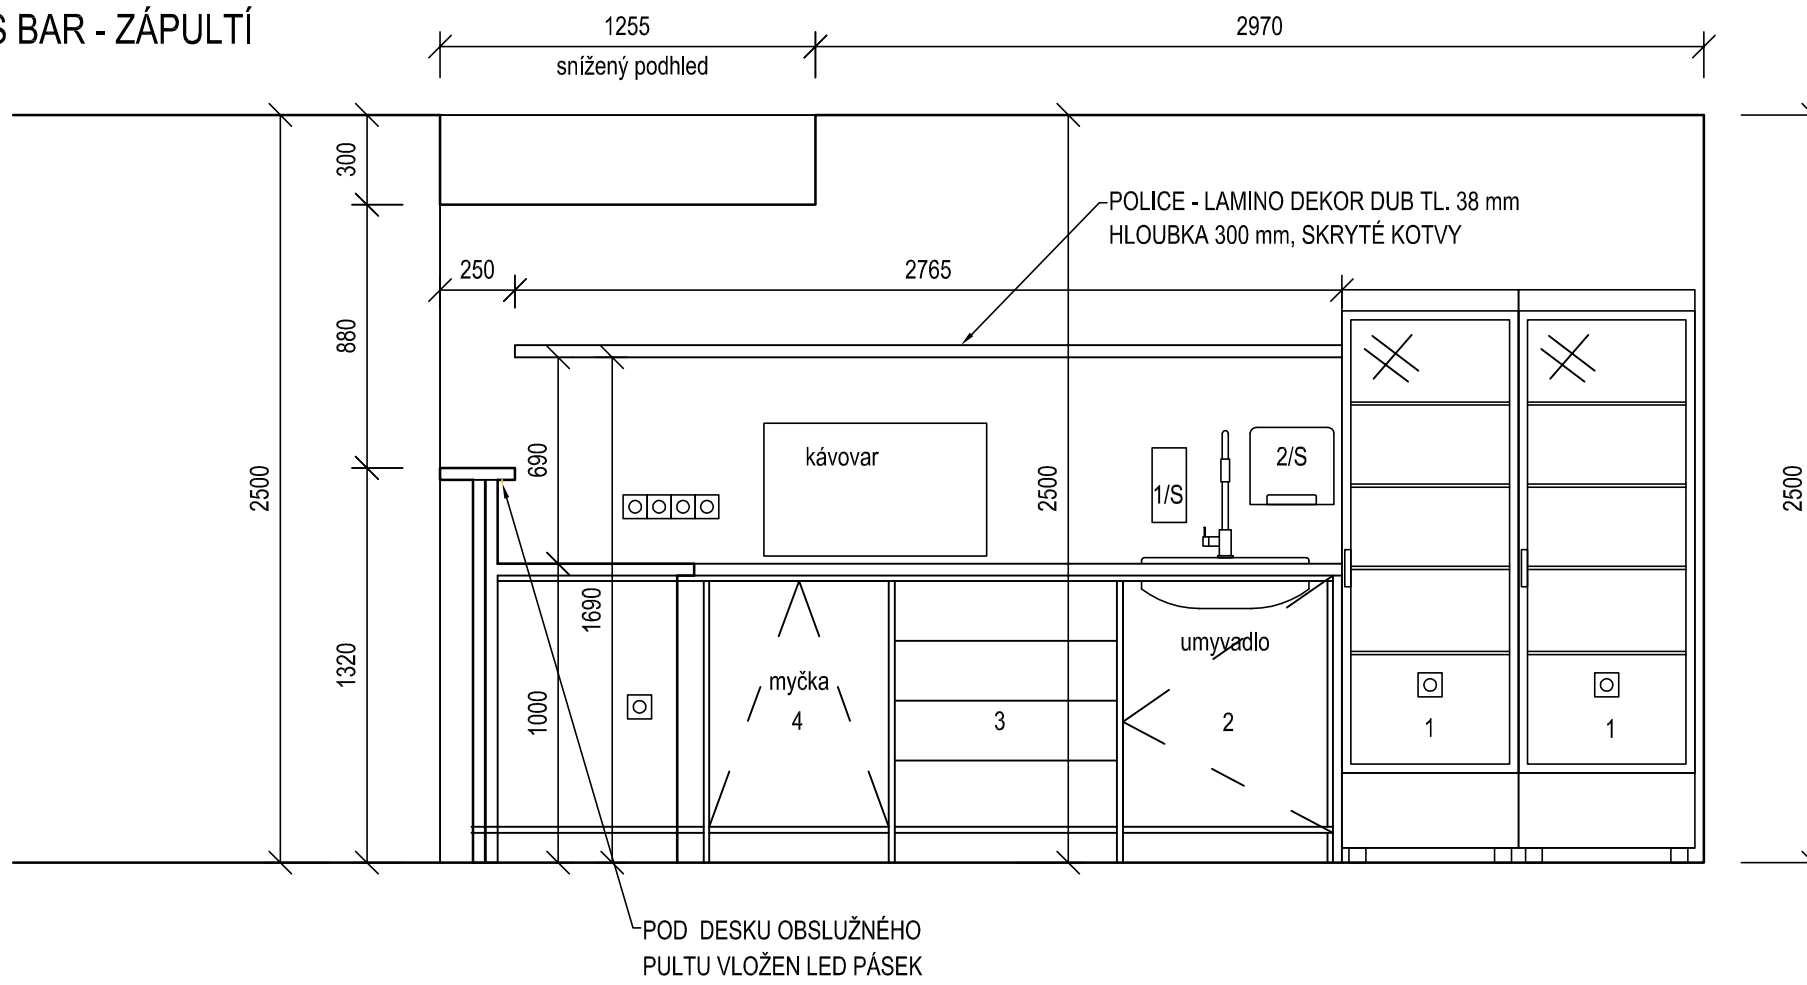 S BAR - ZÁPULTÍ
1255
2970
snížený podhled
300
POLICE - LAMINO DEKOR DUB TL. 38 mm
HLOUBKA 300 mm, SKRYTÉ KOTVY
250
2765
880
690
kávovar
2/S
1/S
2500
2500
2500
1690
1320
1000
umyvadlo
myčka
4
3
2
1
1
POD DESKU OBSLUŽNÉHO
PULTU VLOŽEN LED PÁSEK